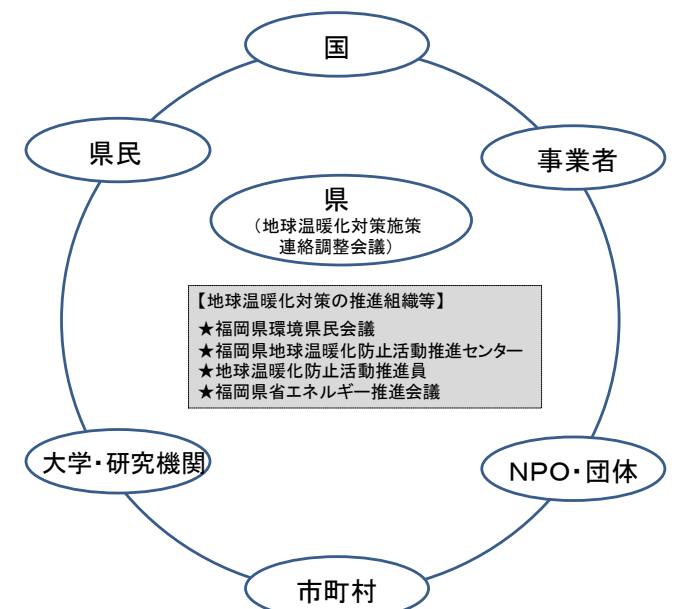 国
県民
事業者
県
（地球温暖化対策施策
連絡調整会議）
【地球温暖化対策の推進組織等】
★福岡県環境県民会議
★福岡県地球温暖化防止活動推進センター
★地球温暖化防止活動推進員
★福岡県省エネルギー推進会議
大学・研究機関
ＮＰＯ・団体
市町村